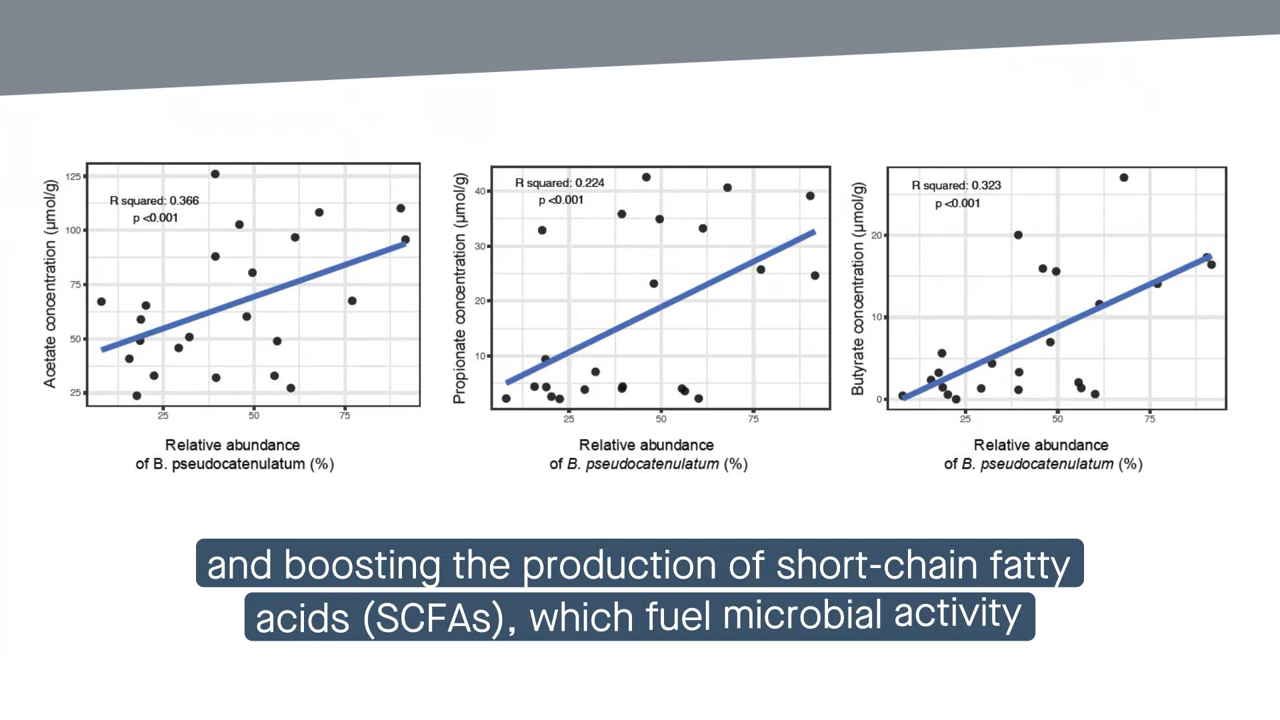 Acetate concentration (µmol/g)
125
100
75
50
25
R squared: 0.366
p <0.001
25 50 75
Relative abundance
of B. pseudocatenulatum (%)
Propionate concentration (µmol/g)
40
30
20
10
R squared: 0.224
p <0.001
25 50 75
Relative abundance
of B. pseudocatenulatum (%)
Butyrate concentration (µmol/g)
20
10
0
R squared: 0.323
p <0.001
25 50 75
Relative abundance
of B. pseudocatenulatum (%)
and boosting the production of short-chain fatty
acids (SCFAs), which fuel microbial activity